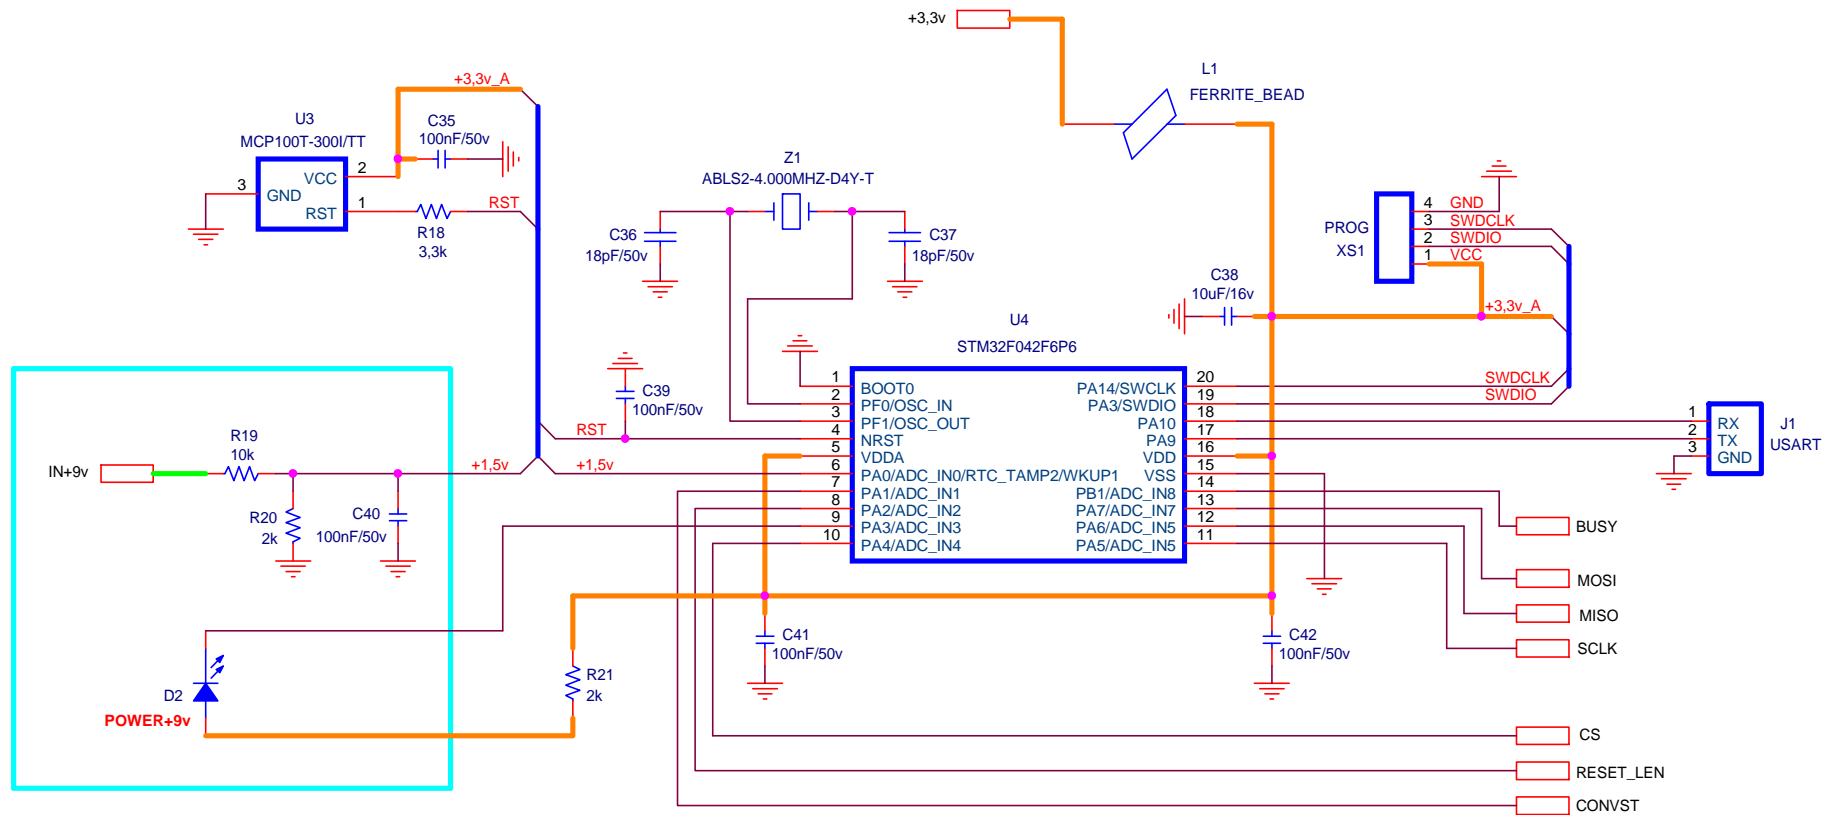 +3,3v
L1
FERRITE_BEAD
+3,3v_A
U3
MCP100T-300I/TT
C35
100nF/50v
3
GND
VCC
2
RST
1
R18
3,3k
RST
Z1
ABLS2-4.000MHZ-D4Y-T
C36
18pF/50v
C37
18pF/50v
C38
10uF/16v
PROG
XS1
4
GND
3
SWDCLK
2
SWDIO
1
VCC
+3,3v_A
U4
STM32F042F6P6
1
BOOT0
2
PF0/OSC_IN
3
PF1/OSC_OUT
4
NRST
5
VDDA
6
PA0/ADC_IN0/RTC_TAMP2/WKUP1
7
PA1/ADC_IN1
8
PA2/ADC_IN2
9
PA3/ADC_IN3
10
PA4/ADC_IN4
PA14/SWCLK
20
PA3/SWDIO
19
PA10
18
PA9
17
VDD
16
VSS
15
PB1/ADC_IN8
14
PA7/ADC_IN7
13
PA6/ADC_IN5
12
PA5/ADC_IN5
11
SWDCLK
SWDIO
1
RX
2
TX
3
GND
J1
USART
C39
100nF/50v
RST
+1,5v
+1,5v
IN+9v
R19
10k
R20
2k
C40
100nF/50v
D2
POWER+9v
R21
2k
C41
100nF/50v
C42
100nF/50v
BUSY
MOSI
MISO
SCLK
CS
RESET_LEN
CONVST